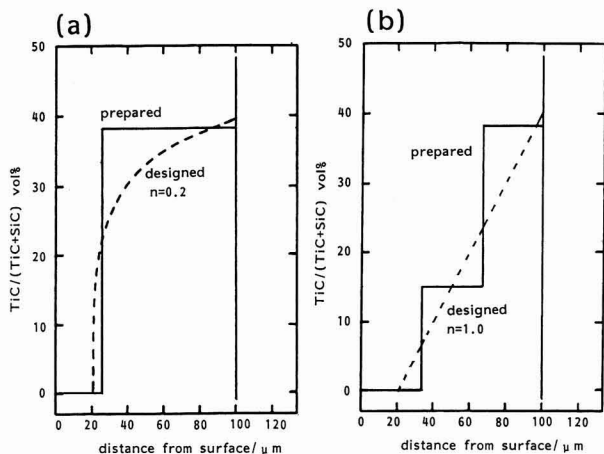 (a)
50
40
30
20
10
0
TiC/(TiC+SiC) vol%
prepared
designed
n=0.2
0 20 40 60 80 100 120
distance from surface/ μm
(b)
50
40
30
20
10
0
TiC/(TiC+SiC) vol%
prepared
designed
n=1.0
0 20 40 60 80 100 120
distance from surface/ μm